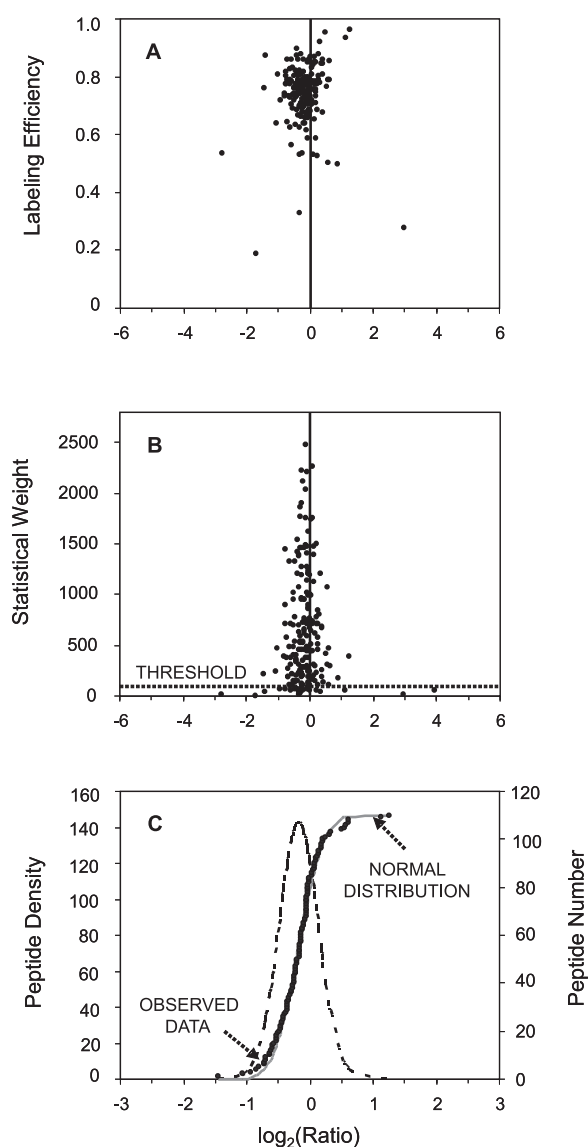 A
Labeling Efficiency
1.0
0.8
0.6
0.4
0.2
0
-6 -4 -2 0 2 4 6
B
Statistical Weight
2500
2000
1500
1000
500
0
THRESHOLD
-6 -4 -2 0 2 4 6
C
Peptide Density
160
140
120
100
80
60
40
20
0
120
100
80
60
40
20
0
Peptide Number
NORMAL
DISTRIBUTION
OBSERVED
DATA
-3 -2 -1 0 1 2 3
log₂(Ratio)